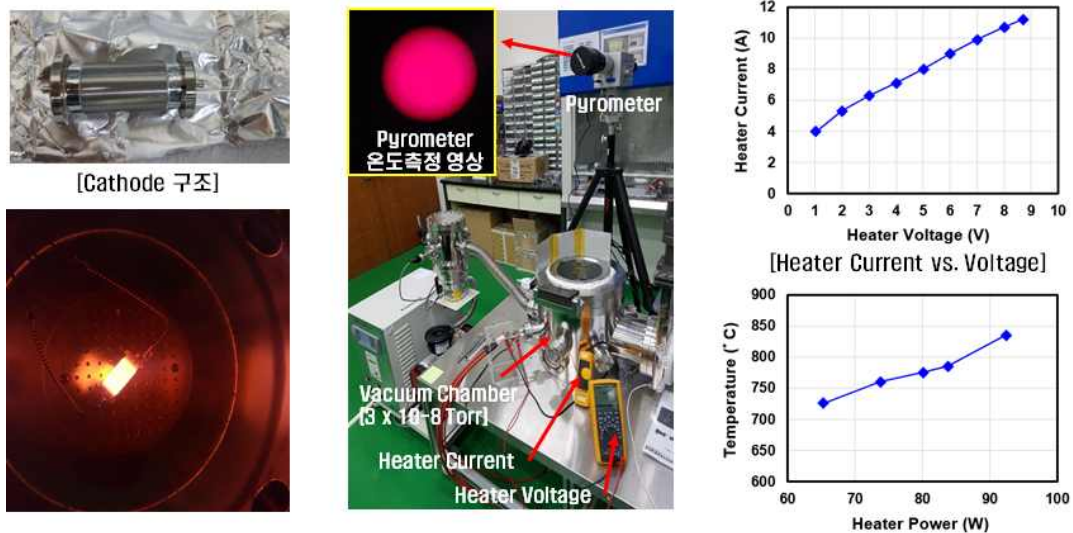 [Cathode 구조]
Pyrometer
온도측정 영상
Pyrometer
Vacuum Chamber
[3 x 10-8 Torr]
Heater Current
Heater Voltage
Heater Current (A)
12
10
8
6
4
2
0
0 1 2 3 4 5 6 7 8 9 10
Heater Voltage (V)
[Heater Current vs. Voltage]
Temperature (˚C)
900
850
800
750
700
650
600
60 70 80 90 100
Heater Power (W)